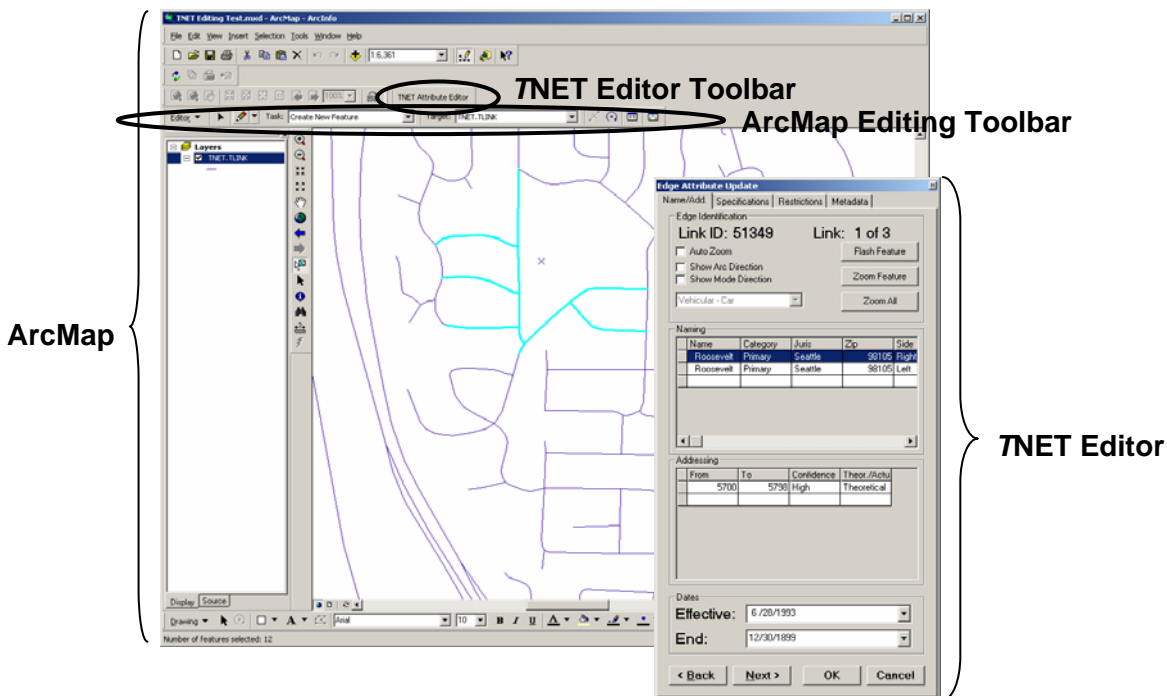 TNET Editing Test.mxd - ArcMap - ArcInfo
File Edit View Insert Selection Tools Window Help
1:6,361
100%
TNET Attribute Editor
TNET Editor Toolbar
Editor Task: Create New Feature Target: TNET.TLINK
ArcMap Editing Toolbar
Layers
TNET.TLINK
ArcMap
Edge Attribute Update
Name/Add. Specifications Restrictions Metadata
Edge Identification
Link ID: 51349 Link: 1 of 3
Auto Zoom
Flash Feature
Show Arc Direction
Show Mode Direction
Zoom Feature
Vehicular - Car
Zoom All
Naming
Name Category Juris Zip Side
Roosevelt Primary Seattle 98105 Right
Roosevelt Primary Seattle 98105 Left
TNET Editor
Addressing
From To Confidence Theor./Actu
5700 5798 High Theoretical
Dates
Effective: 6/28/1993
End: 12/30/1899
< Back Next > OK Cancel
Display Source
Drawing A Arial 10 B I U A
Number of features selected: 12